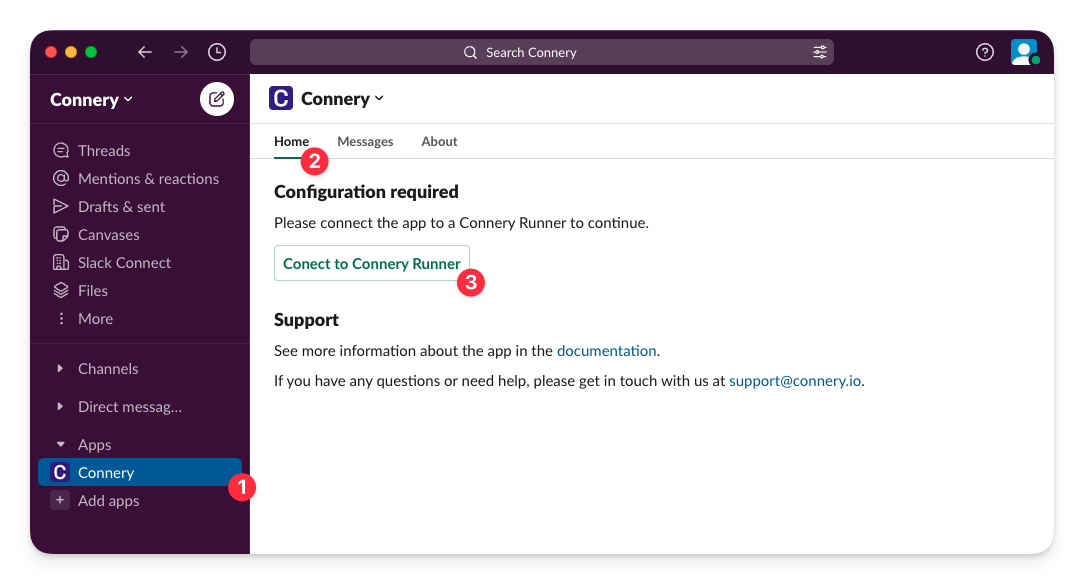 Search Connery
Connery
Threads
Mentions & reactions
Drafts & sent
Canvases
Slack Connect
Files
More
Channels
Direct messag...
Apps
C Connery
1
+ Add apps
C Connery
Home Messages About
2
Configuration required
Please connect the app to a Connery Runner to continue.
Conect to Connery Runner
3
Support
See more information about the app in the documentation.
If you have any questions or need help, please get in touch with us at support@connery.io.